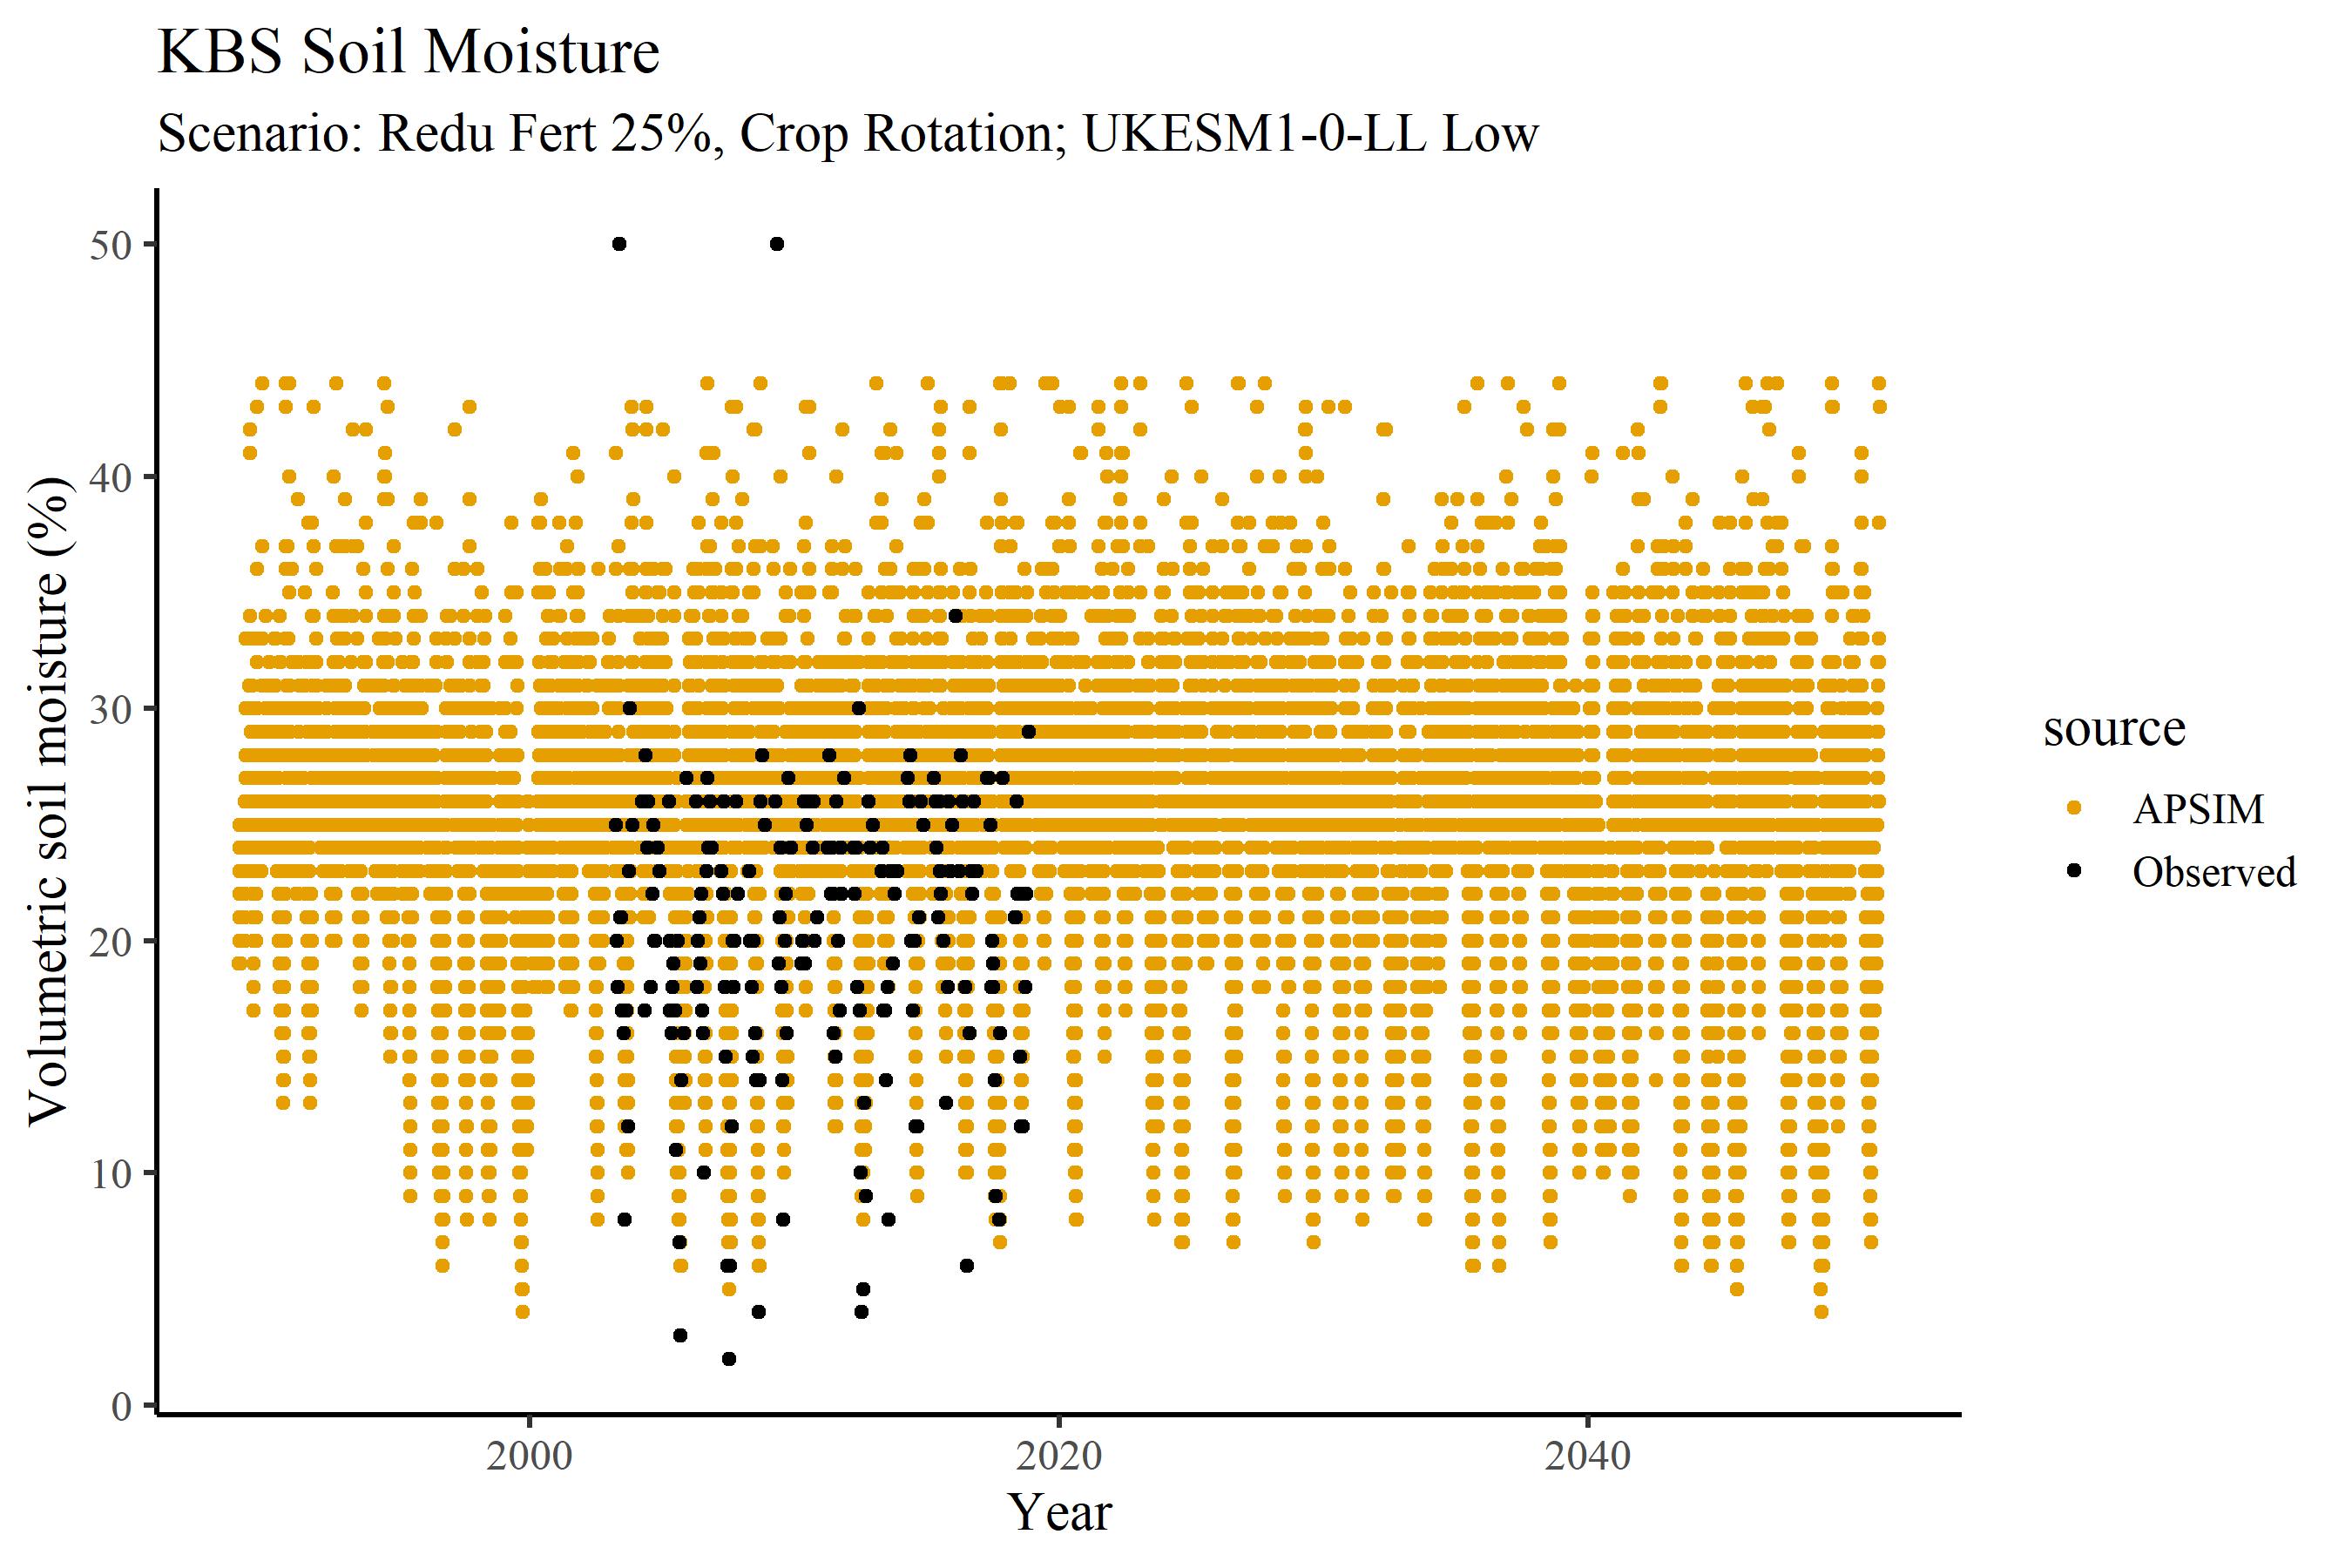 KBS Soil Moisture
Scenario: Redu Fert 25%, Crop Rotation; UKESM1-0-LL Low
Volumetric soil moisture (%)
50
40
30
20
10
0
2000
2020
2040
Year
source
APSIM
Observed